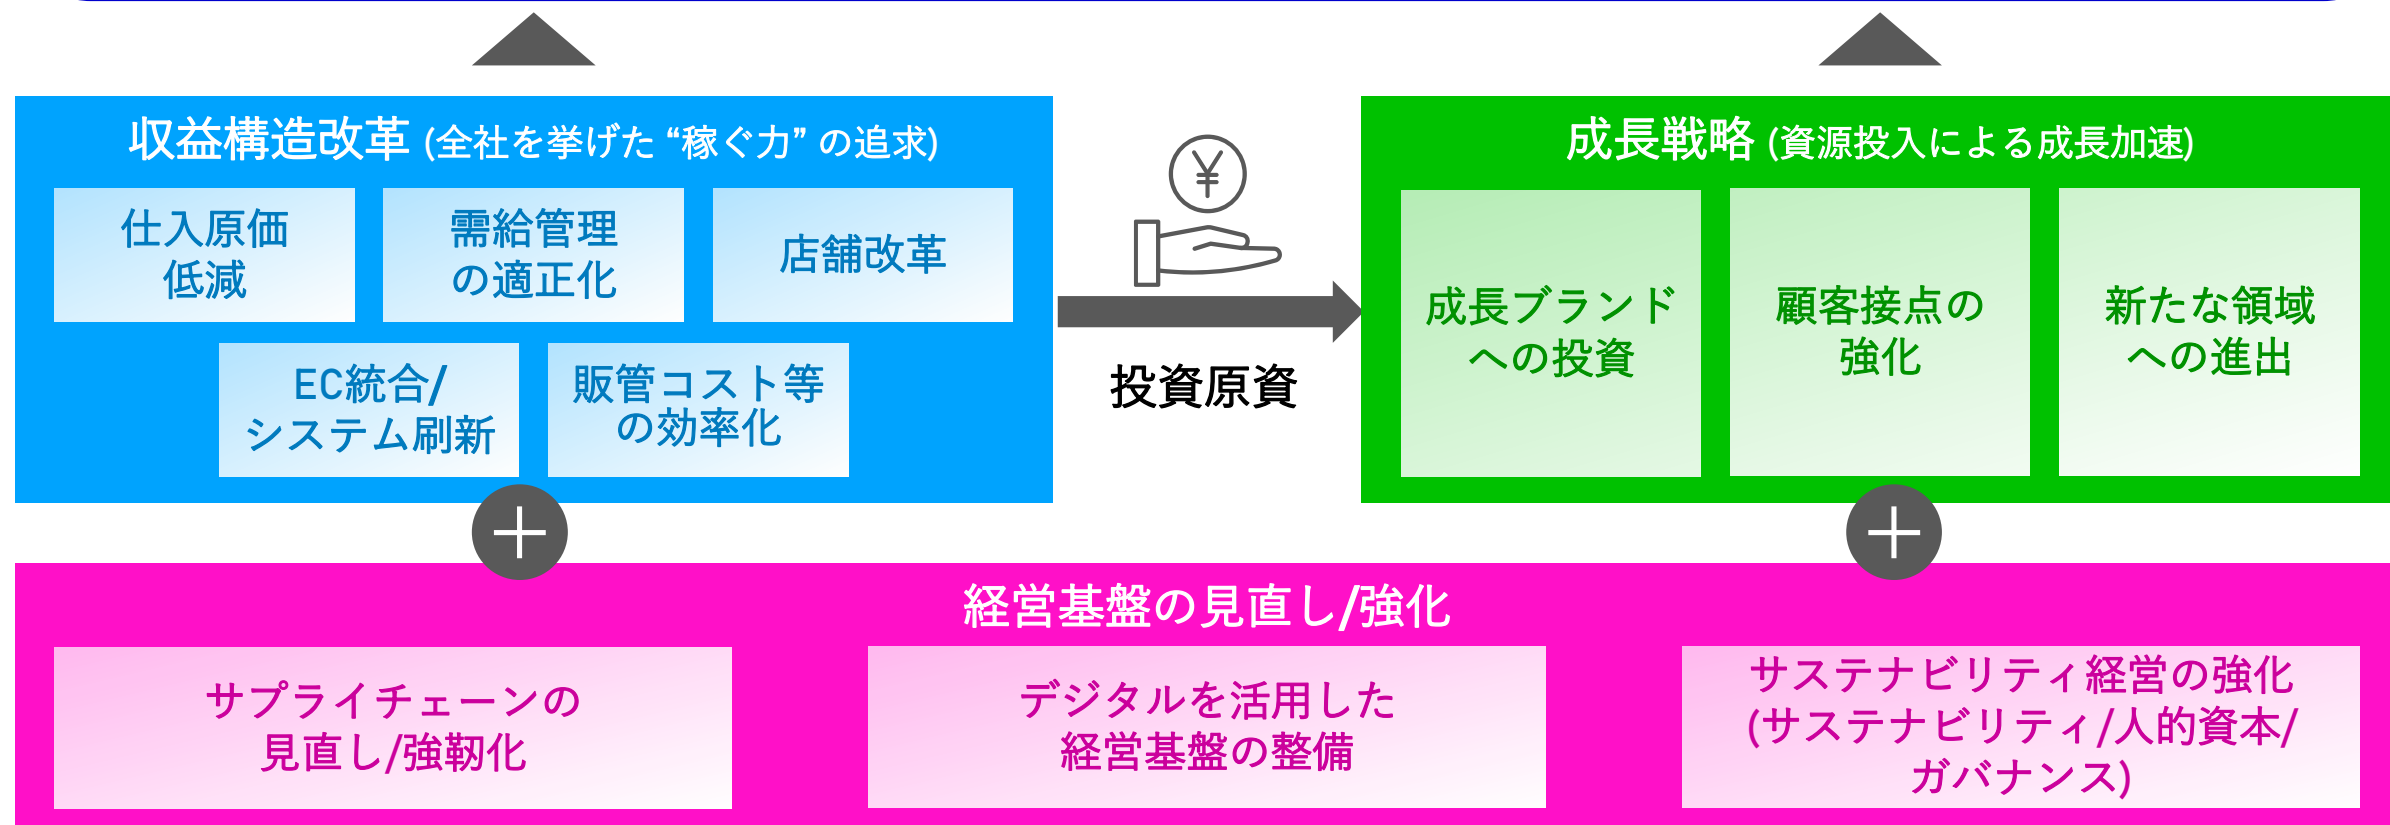 収益構造改革 (全社を挙げた “稼ぐ力” の追求)
仕入原価
低減
需給管理
の適正化
店舗改革
EC統合/
システム刷新
販管コスト等
の効率化
¥
投資原資
成長戦略 (資源投入による成長加速)
成長ブランド
への投資
顧客接点の
強化
新たな領域
への進出
経営基盤の見直し/強化
サプライチェーンの
見直し/強靭化
デジタルを活用した
経営基盤の整備
サステナビリティ経営の強化
(サステナビリティ/人的資本/
ガバナンス)